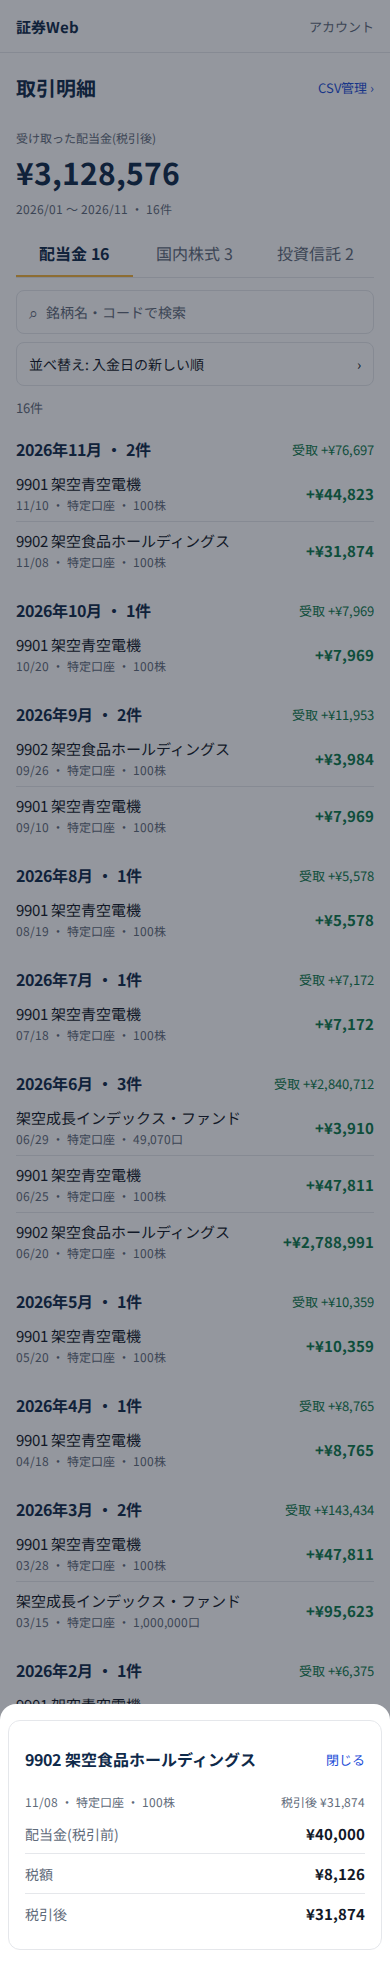 証券Web アカウント
取引明細 CSV管理 ›
受け取った配当金(税引後)
¥3,128,576
2026/01 〜 2026/11 ・ 16件
配当金 16 国内株式 3 投資信託 2
⌕ 銘柄名・コードで検索
並べ替え: 入金日の新しい順 ›
16件
2026年11月 ・ 2件 受取 +¥76,697
9901 架空青空電機 +¥44,823
11/10 ・ 特定口座 ・ 100株
9902 架空食品ホールディングス +¥31,874
11/08 ・ 特定口座 ・ 100株
2026年10月 ・ 1件 受取 +¥7,969
9901 架空青空電機 +¥7,969
10/20 ・ 特定口座 ・ 100株
2026年9月 ・ 2件 受取 +¥11,953
9902 架空食品ホールディングス +¥3,984
09/26 ・ 特定口座 ・ 100株
9901 架空青空電機 +¥7,969
09/10 ・ 特定口座 ・ 100株
2026年8月 ・ 1件 受取 +¥5,578
9901 架空青空電機 +¥5,578
08/19 ・ 特定口座 ・ 100株
2026年7月 ・ 1件 受取 +¥7,172
9901 架空青空電機 +¥7,172
07/18 ・ 特定口座 ・ 100株
2026年6月 ・ 3件 受取 +¥2,840,712
架空成長インデックス・ファンド +¥3,910
06/29 ・ 特定口座 ・ 49,070口
9901 架空青空電機 +¥47,811
06/25 ・ 特定口座 ・ 100株
9902 架空食品ホールディングス +¥2,788,991
06/20 ・ 特定口座 ・ 100株
2026年5月 ・ 1件 受取 +¥10,359
9901 架空青空電機 +¥10,359
05/20 ・ 特定口座 ・ 100株
2026年4月 ・ 1件 受取 +¥8,765
9901 架空青空電機 +¥8,765
04/18 ・ 特定口座 ・ 100株
2026年3月 ・ 2件 受取 +¥143,434
9901 架空青空電機 +¥47,811
03/28 ・ 特定口座 ・ 100株
架空成長インデックス・ファンド +¥95,623
03/15 ・ 特定口座 ・ 1,000,000口
2026年2月 ・ 1件 受取 +¥6,375
9901 架空青空電機
9902 架空食品ホールディングス 閉じる
11/08 ・ 特定口座 ・ 100株 税引後 ¥31,874
配当金(税引前) ¥40,000
税額 ¥8,126
税引後 ¥31,874